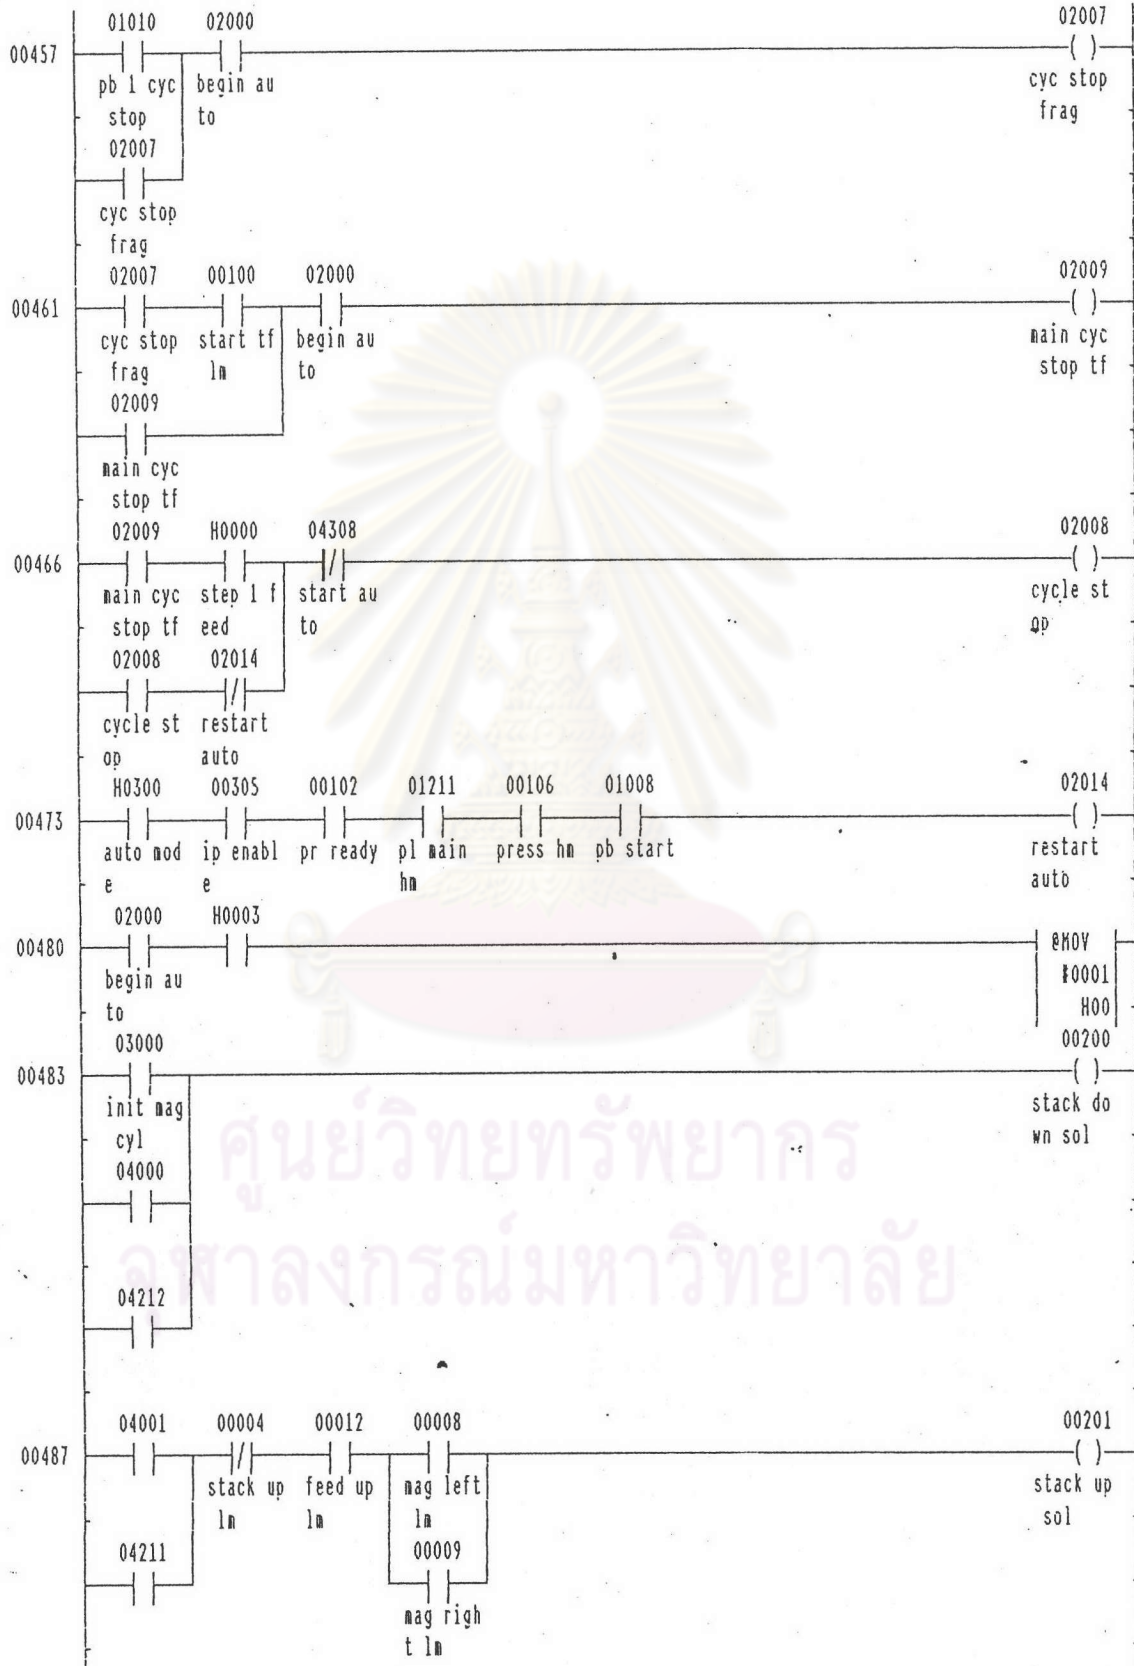 01010 02000 02007
00457
pb 1 cyc begin au cyc stop
stop to frag
02007
cyc stop
frag
02007 00100 02000 02009
00461
cyc stop start tf begin au main cyc
frag lm to stop tf
02009
main cyc
stop tf
02009 H0000 04308 02008
00466
main cyc step 1 f start au cycle st
stop tf eed to op
02008 02014
cycle st restart
op auto
H0300 00305 00102 01211 00106 01008 02014
00473
auto mod ip enabl pr ready pl main press hm pb start restart
e e hm auto
02000 H0003
00480 @MOV
begin au #0001
to H00
03000 00200
00483
init mag stack do
cyl wn sol
04000
ศูนย์วิทยทรัพยากร
จุฬาลงกรณ์มหาวิทยาลัย
04212
04001 00004 00012 00008 00201
00487
stack up feed up mag left stack up
lm lm lm sol
04211 00009
mag righ
t lm